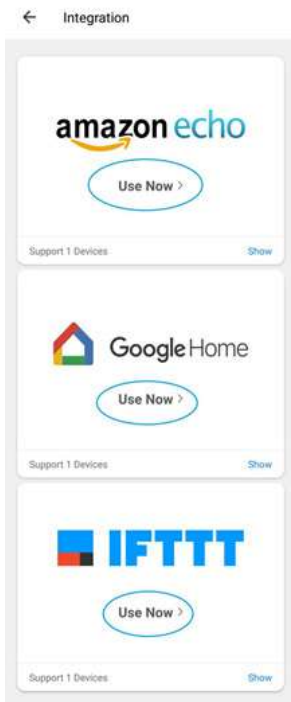 Integration
amazon echo
Use Now >
Support 1 Devices Show
Google Home
Use Now >
Support 1 Devices Show
IFTTT
Use Now >
Support 1 Devices Show